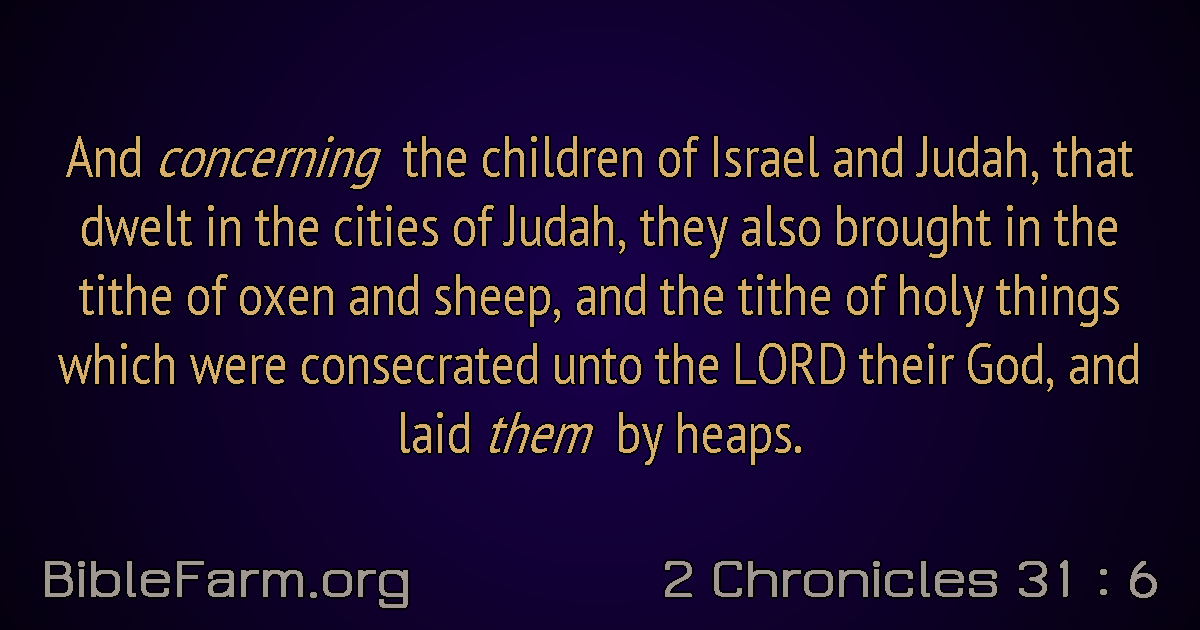 And concerning the children of Israel and Judah, that
dwelt in the cities of Judah, they also brought in the
tithe of oxen and sheep, and the tithe of holy things
which were consecrated unto the LORD their God, and
laid them by heaps.
BibleFarm.org
2 Chronicles 31 : 6